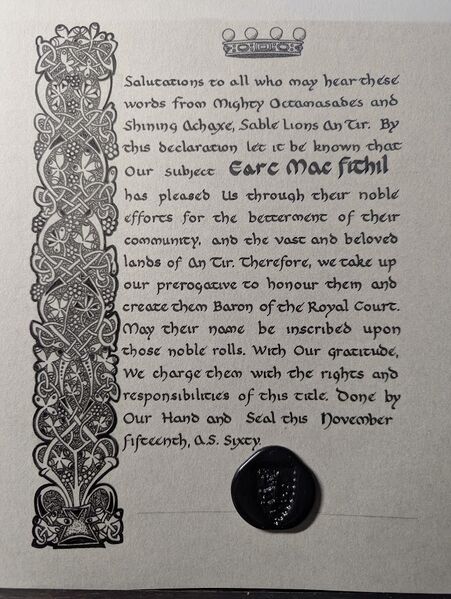 Salutations to all who may hear these
words from Mighty Octamasades and
Shining Achaxe, Sable Lions An Tir. By
this declaration let it be known that
Our subject Earc Mac Fithil
has pleased Us through their noble
efforts for the betterment of their
community, and the vast and beloved
lands of An Tir. Therefore, we take up
our prerogative to honour them and
create them Baron of the Royal Court.
May their name be inscribed upon
those noble rolls. With Our gratitude,
We charge them with the rights and
responsibilities of this title. Done by
Our Hand and Seal this November
fifteenth, A.S. Sixty